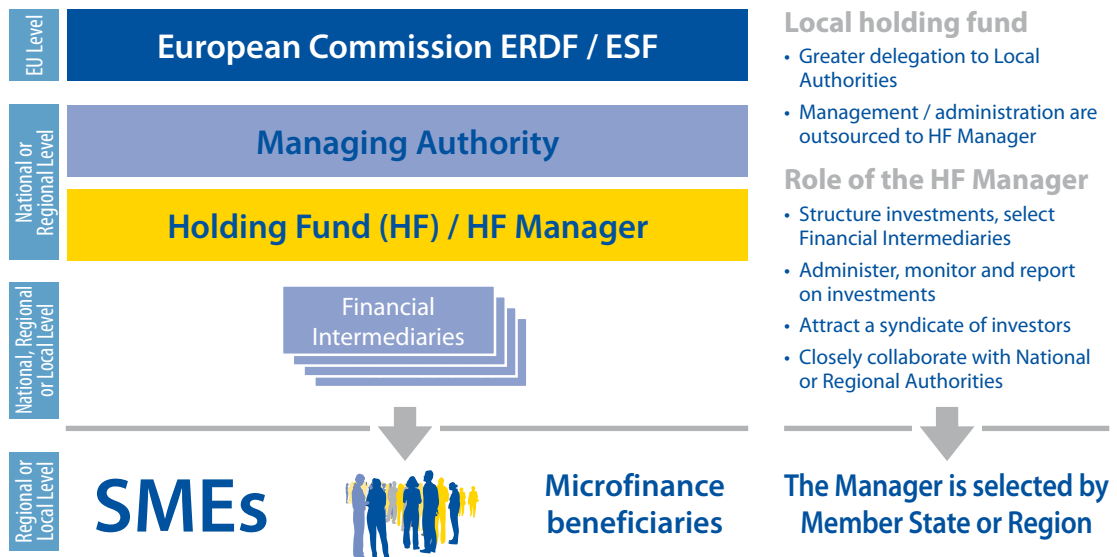 EU Level
European Commission ERDF / ESF
National or
Regional Level
Managing Authority
Holding Fund (HF) / HF Manager
National, Regional
or Local Level
Financial
Intermediaries
Regional or
Local Level
SMEs
Microfinance
beneficiaries
Local holding fund
• Greater delegation to Local
Authorities
• Management / administration are
outsourced to HF Manager
Role of the HF Manager
• Structure investments, select
Financial Intermediaries
• Administer, monitor and report
on investments
• Attract a syndicate of investors
• Closely collaborate with National
or Regional Authorities
The Manager is selected by
Member State or Region